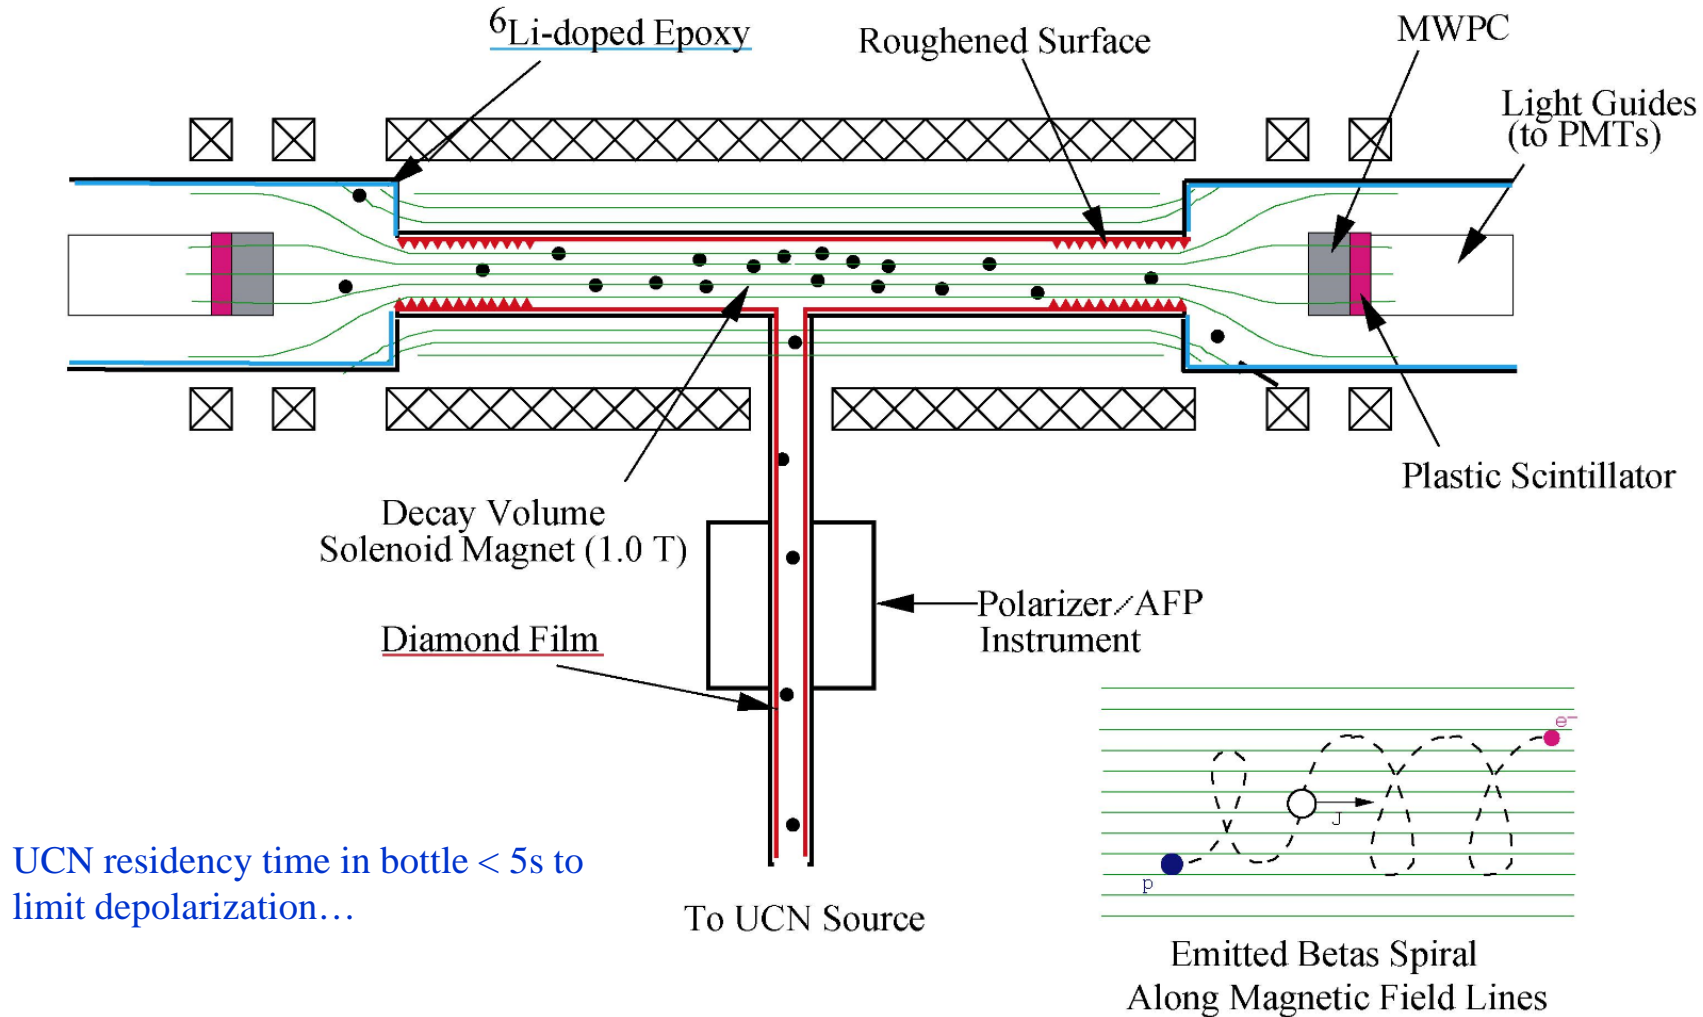 ⁶Li-doped Epoxy
Roughened Surface
MWPC
Light Guides
(to PMTs)
Plastic Scintillator
Decay Volume
Solenoid Magnet (1.0 T)
Polarizer/AFP
Instrument
Diamond Film
e⁻
J
p
UCN residency time in bottle < 5s to
limit depolarization…
To UCN Source
Emitted Betas Spiral
Along Magnetic Field Lines